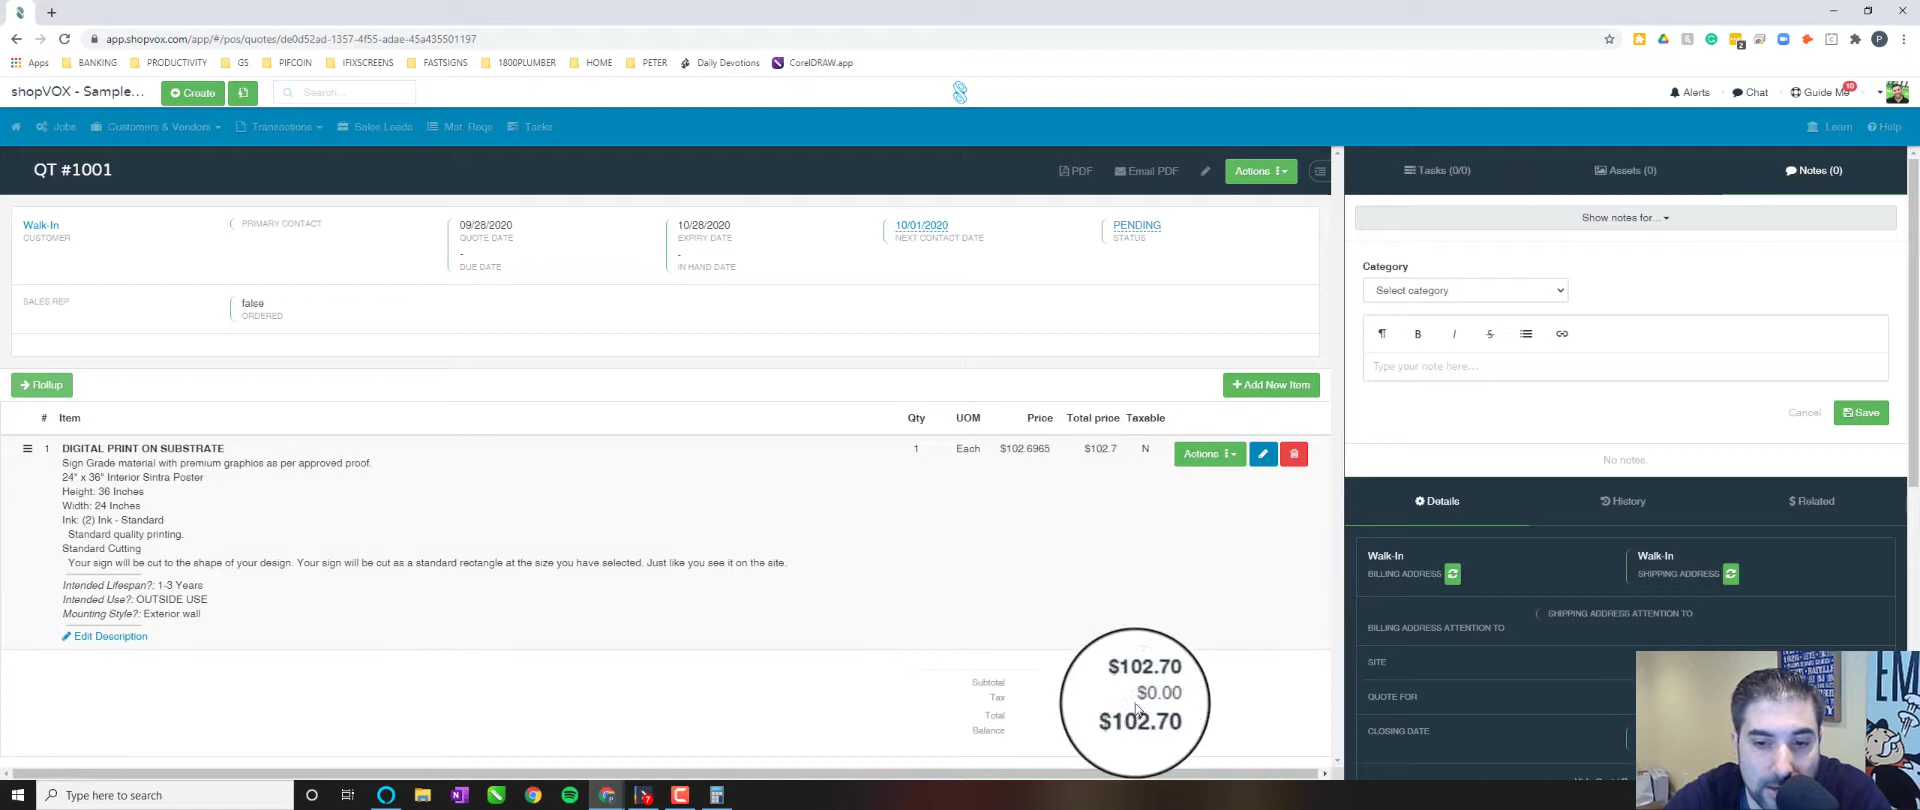 app.shopvox.com/app/#/pos/quotes/de0d52ad-1357-4f55-adae-45a435501197
Apps BANKING PRODUCTIVITY GS PIFCOIN IFIXSCREENS FASTSIGNS 1800PLUMBER HOME PETER Daily Devotions CorelDRAW.app
shopVOX - Sample... Create Search... Alerts Chat Guide Me 10
Jobs Customers & Vendors Transactions Sales Leads Mat. Reqs Tasks Learn Help
QT #1001 PDF Email PDF Actions
Tasks (0/0) Assets (0) Notes (0)
Show notes for...
Walk-In
CUSTOMER
PRIMARY CONTACT
09/28/2020
QUOTE DATE
-
DUE DATE
10/28/2020
EXPIRY DATE
-
IN HAND DATE
10/01/2020
NEXT CONTACT DATE
PENDING
STATUS
SALES REP
false
ORDERED
Category
Select category
Type your note here...
Cancel Save
No notes.
Rollup Add New Item
# Item Qty UOM Price Total price Taxable
1 DIGITAL PRINT ON SUBSTRATE 1 Each $102.6965 $102.7 N Actions
Sign Grade material with premium graphics as per approved proof.
24" x 36" Interior Sintra Poster
Height: 36 Inches
Width: 24 Inches
Ink: (2) Ink - Standard
Standard quality printing.
Standard Cutting
Your sign will be cut to the shape of your design. Your sign will be cut as a standard rectangle at the size you have selected. Just like you see it on the site.
Intended Lifespan?: 1-3 Years
Intended Use?: OUTSIDE USE
Mounting Style?: Exterior wall
Edit Description
Subtotal $102.70
Tax $0.00
Total $102.70
Balance
Details History Related
Walk-In
BILLING ADDRESS
Walk-In
SHIPPING ADDRESS
SHIPPING ADDRESS ATTENTION TO
BILLING ADDRESS ATTENTION TO
SITE
QUOTE FOR
CLOSING DATE
Type here to search